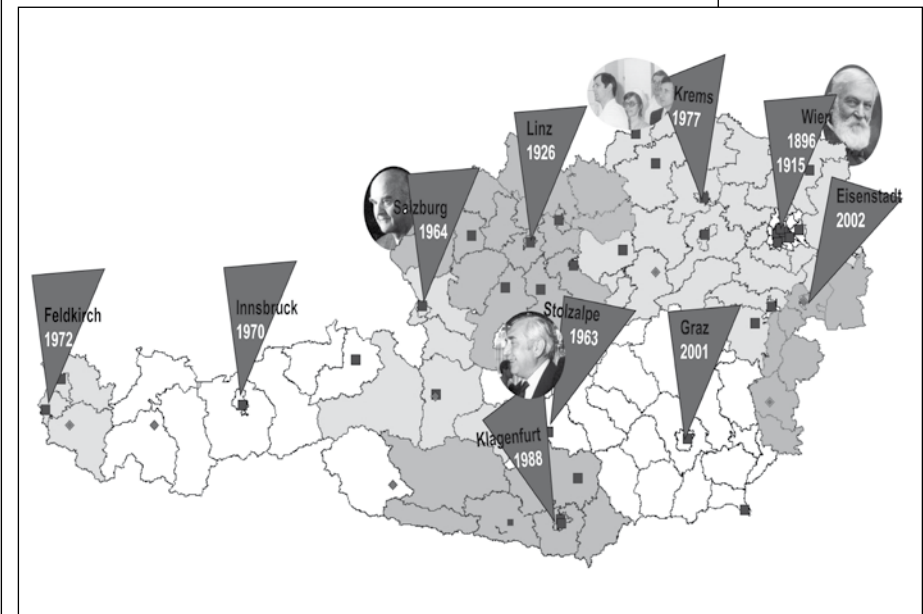 Krems
1977
Wien
1896
1915
Linz
1926
Eisenstadt
2002
Salzburg
1964
Feldkirch
1972
Innsbruck
1970
Stolzalpe
1963
Graz
2001
Klagenfurt
1988